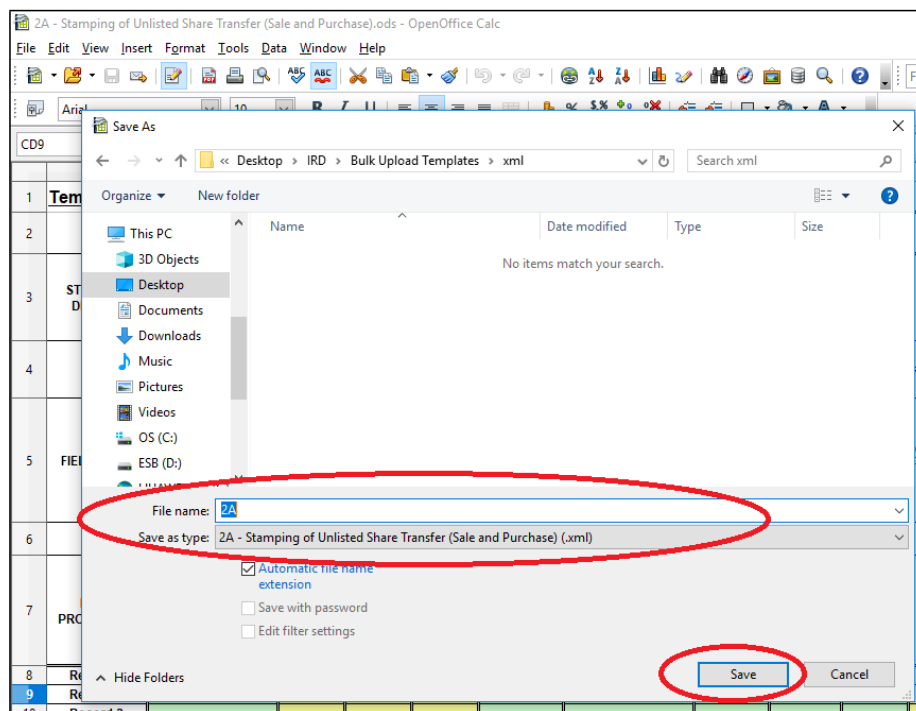 2A - Stamping of Unlisted Share Transfer (Sale and Purchase).ods - OpenOffice Calc
File Edit View Insert Format Tools Data Window Help
Arial 10
Save As
CD9
« Desktop > IRD > Bulk Upload Templates > xml
Search xml
Organize New folder
1 Tem
Name Date modified Type Size
This PC
2
No items match your search.
3D Objects
Desktop
ST
3
D
Documents
Downloads
Music
4
Pictures
Videos
OS (C:)
5 FIEL
ESB (D:)
File name: 2A
6
Save as type: 2A - Stamping of Unlisted Share Transfer (Sale and Purchase) (.xml)
Automatic file name
extension
7
Save with password
PRO
Edit filter settings
8 Re
Hide Folders
Save Cancel
9 Re